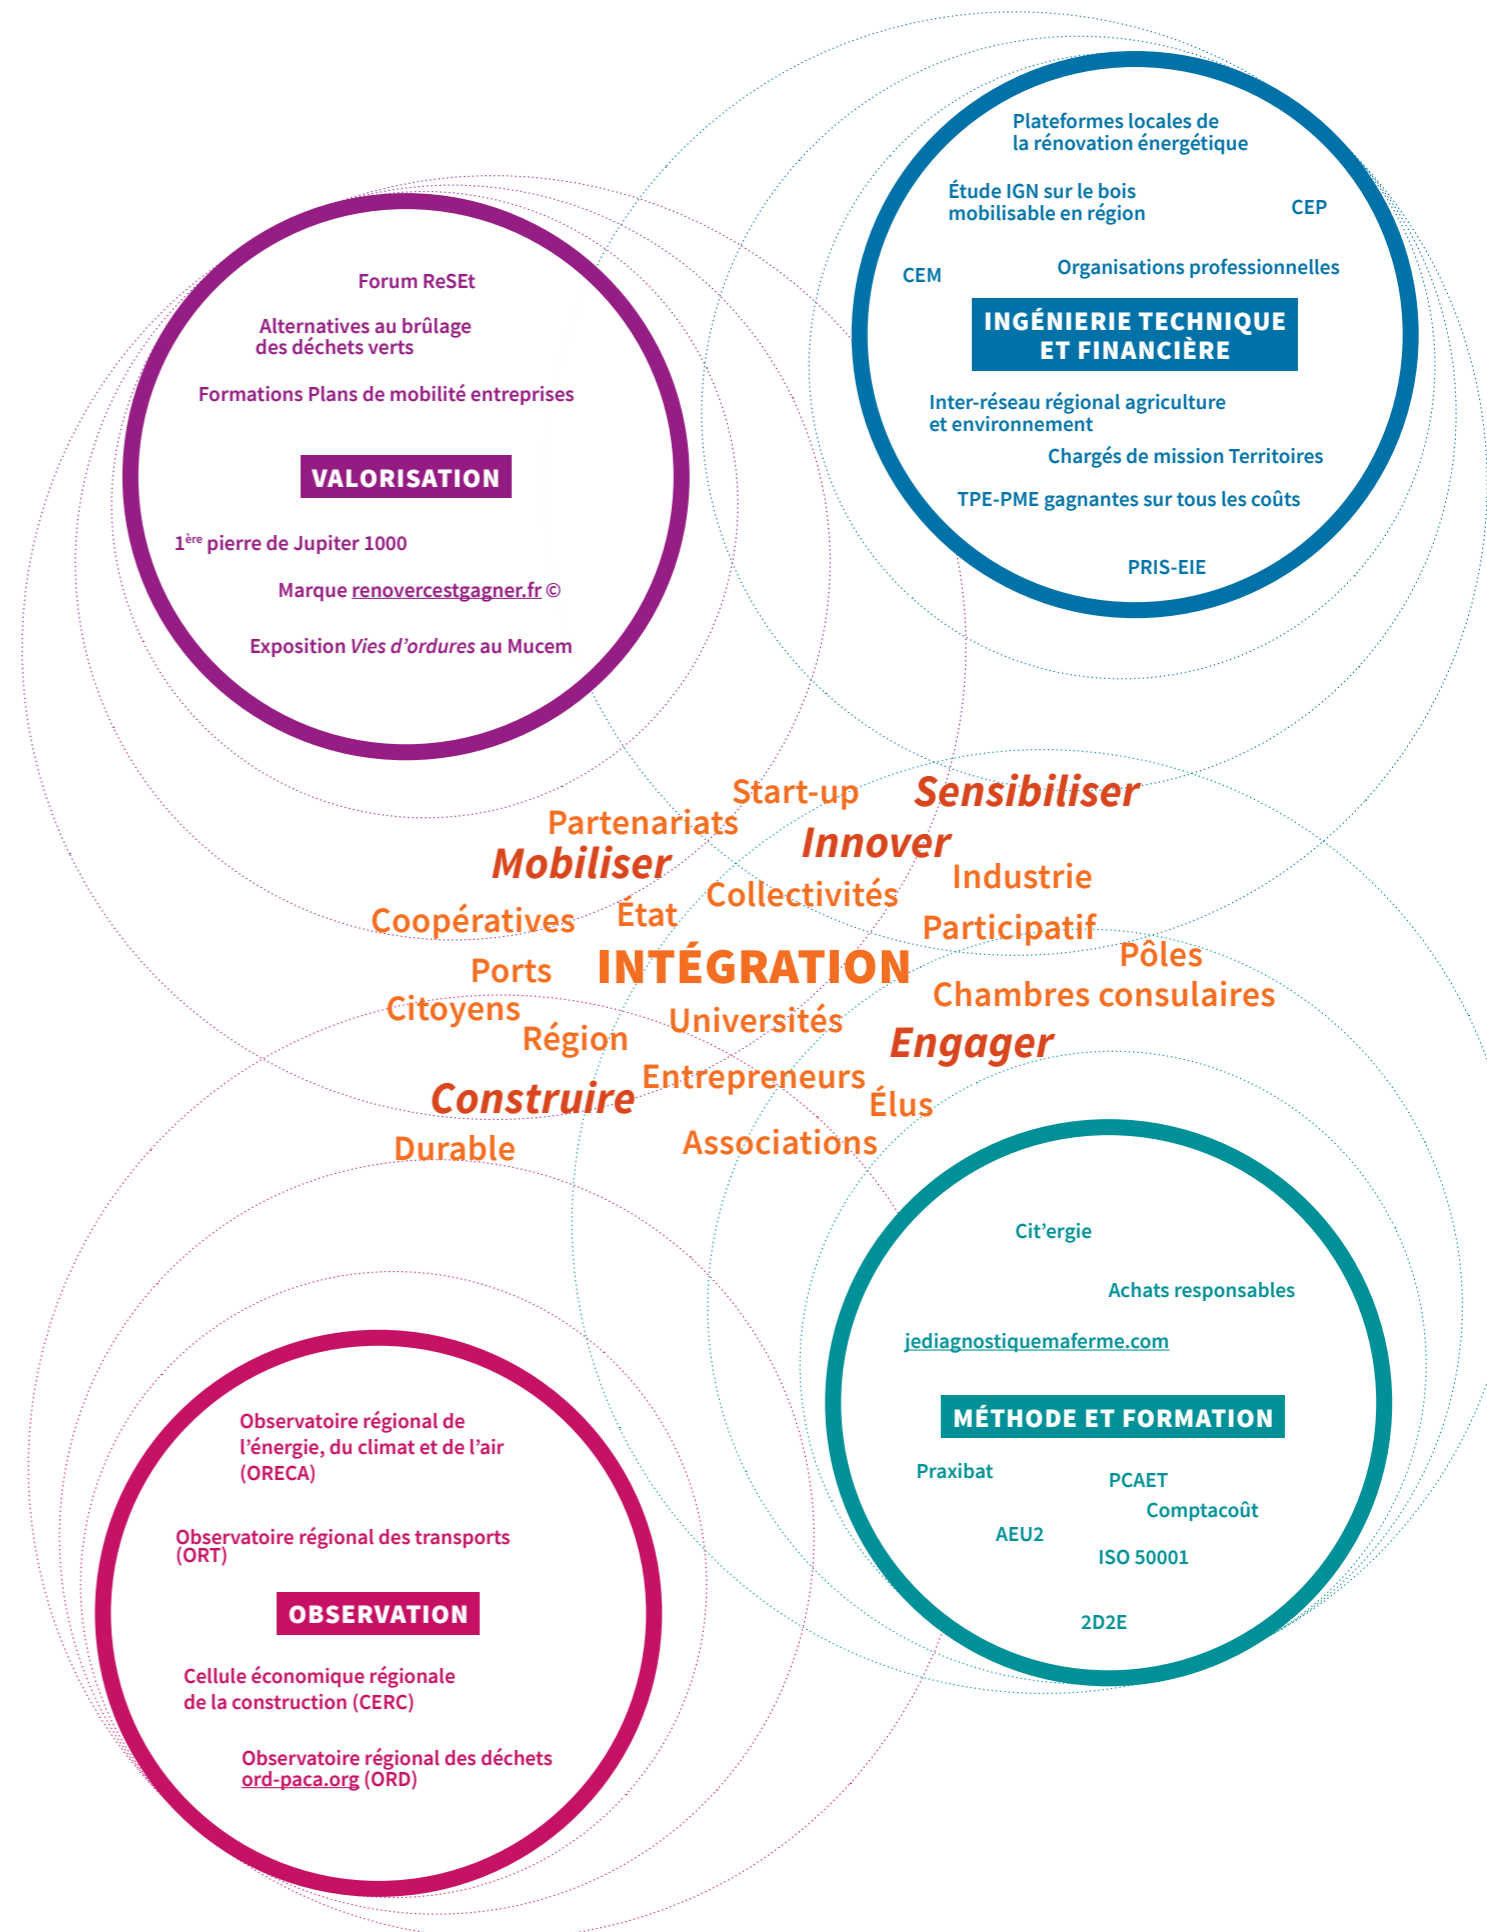 Plateformes locales de
la rénovation énergétique
Étude IGN sur le bois
mobilisable en région
CEP
CEM
Organisations professionnelles
INGÉNIERIE TECHNIQUE
ET FINANCIÈRE
Inter-réseau régional agriculture
et environnement
Chargés de mission Territoires
TPE-PME gagnantes sur tous les coûts
PRIS-EIE
Forum ReSEt
Alternatives au brûlage
des déchets verts
Formations Plans de mobilité entreprises
VALORISATION
1ère pierre de Jupiter 1000
Marque renovercestgagner.fr ©
Exposition Vies d'ordures au Mucem
Start-up
Sensibiliser
Partenariats
Innover
Mobiliser
Industrie
Collectivités
Coopératives
État
Participatif
Pôles
Ports
INTÉGRATION
Chambres consulaires
Citoyens
Universités
Région
Engager
Entrepreneurs
Construire
Élus
Durable
Associations
Cit'ergie
Achats responsables
jediagnostiquemaferme.com
MÉTHODE ET FORMATION
Praxibat
PCAET
Comptacoût
AEU2
ISO 50001
2D2E
Observatoire régional de
l'énergie, du climat et de l'air
(ORECA)
Observatoire régional des transports
(ORT)
OBSERVATION
Cellule économique régionale
de la construction (CERC)
Observatoire régional des déchets
ord-paca.org (ORD)